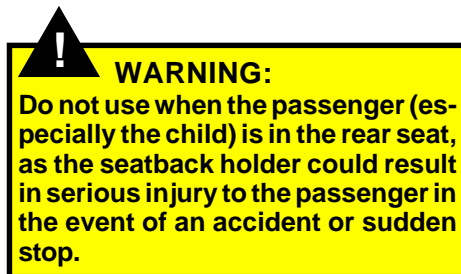 !
WARNING:
Do not use when the passenger (es-
pecially the child) is in the rear seat,
as the seatback holder could result
in serious injury to the passenger in
the event of an accident or sudden
stop.